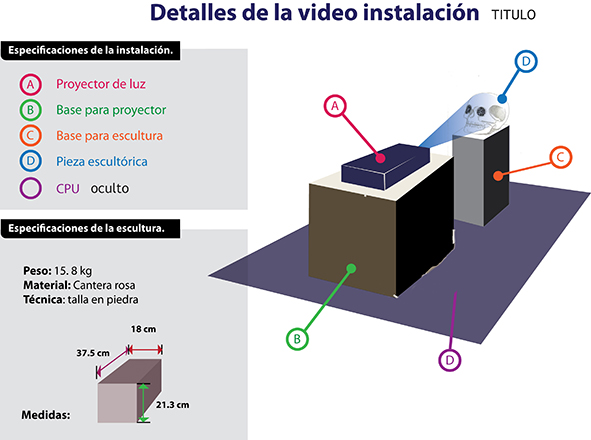 Detalles de la video instalación TITULO
Especificaciones de la instalación.
A Proyector de luz
B Base para proyector
C Base para escultura
D Pieza escultórica
CPU oculto
Especificaciones de la escultura.
Peso: 15. 8 kg
Material: Cantera rosa
Técnica: talla en piedra
18 cm
37.5 cm
21.3 cm
Medidas:
D
A
C
B
D